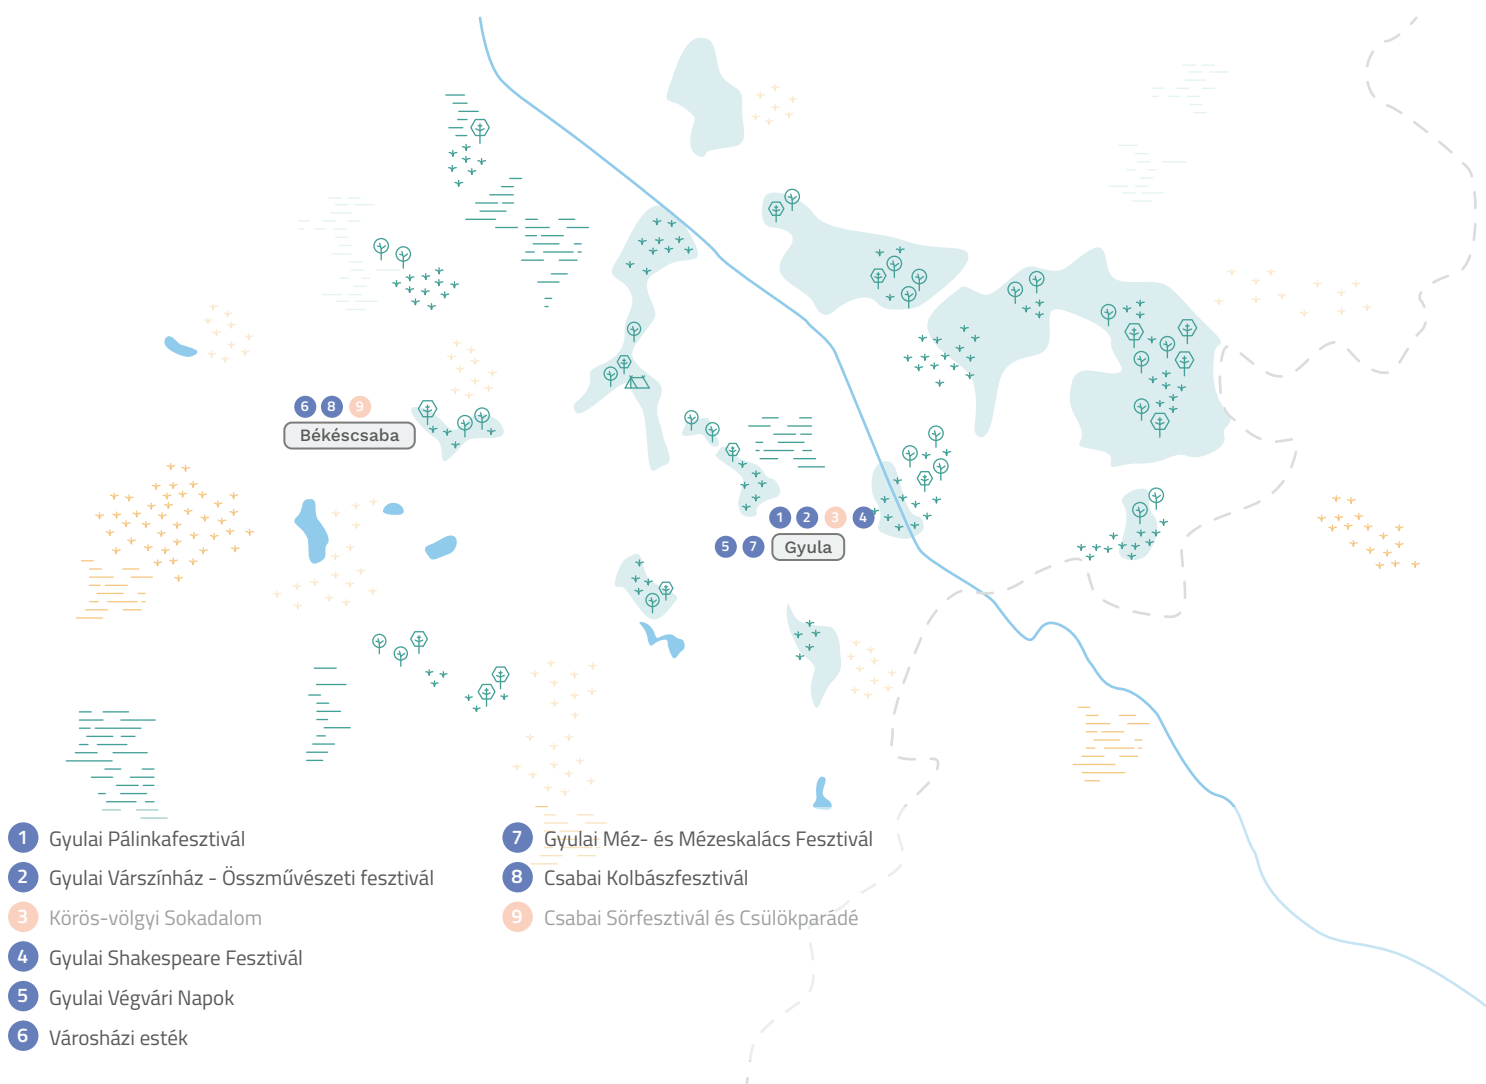 6 8 9
Békéscsaba
1 2 3 4
5 7 Gyula
1 Gyulai Pálinkafesztivál
2 Gyulai Várszínház - Összművészeti fesztivál
3 Körös-völgyi Sokadalom
4 Gyulai Shakespeare Fesztivál
5 Gyulai Végvári Napok
6 Városházi esték
7 Gyulai Méz- és Mézeskalács Fesztivál
8 Csabai Kolbászfesztivál
9 Csabai Sörfesztivál és Csülökparádé